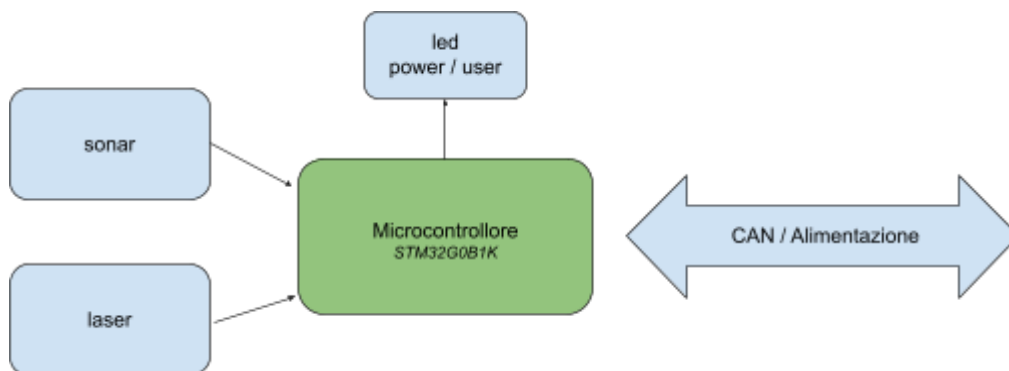 led
power / user
sonar
Microcontrollore
STM32G0B1K
CAN / Alimentazione
laser